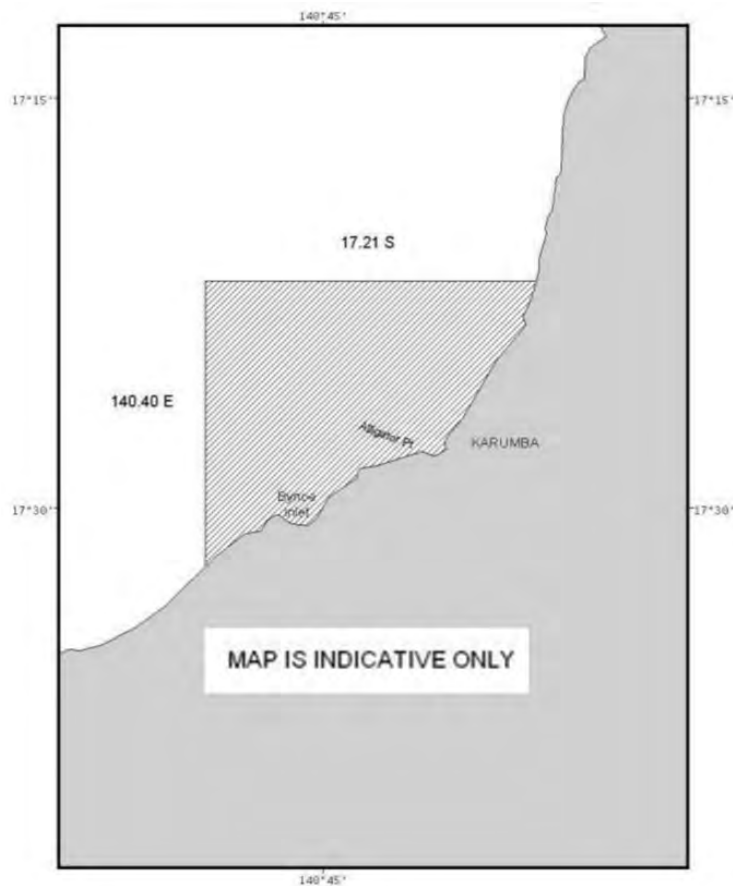 140°45'
17°15' 17°15'
17.21 S
140.40 E
Alligator Pt
KARUMBA
Bynoe
Inlet
17°30' 17°30'
MAP IS INDICATIVE ONLY
140°45'